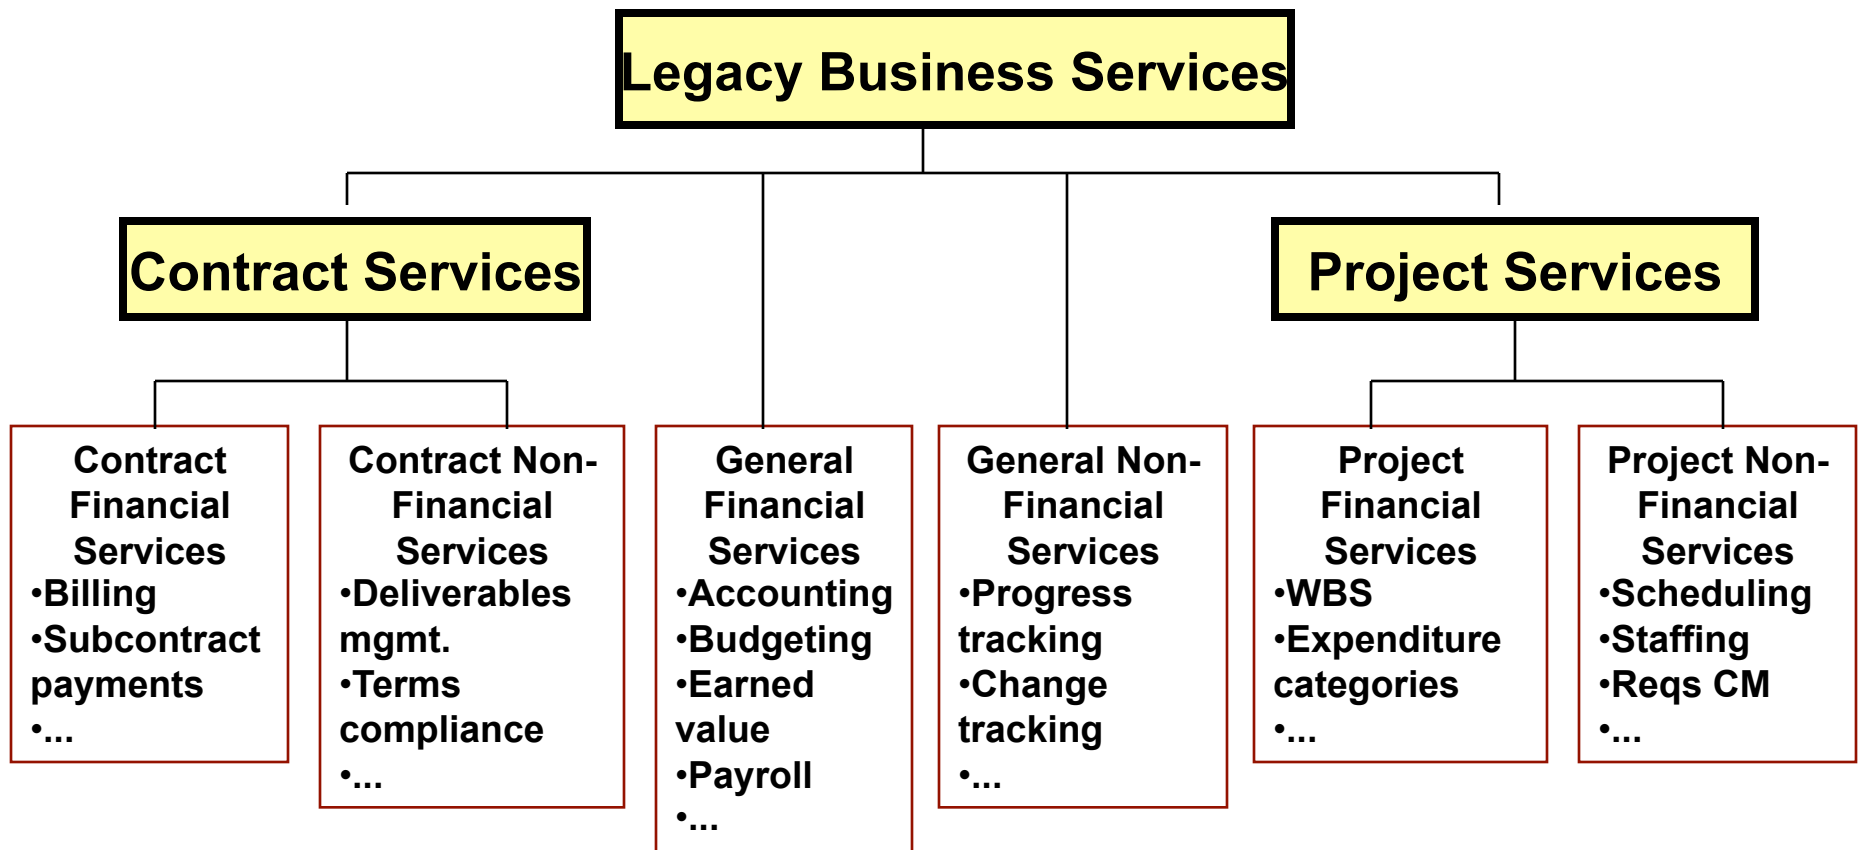 Legacy Business Services
Contract Services
Project Services
Contract
Financial
Services
•Billing
•Subcontract
payments
•...
Contract Non-
Financial
Services
•Deliverables
mgmt.
•Terms
compliance
•...
General
Financial
Services
•Accounting
•Budgeting
•Earned
value
•Payroll
•...
General Non-
Financial
Services
•Progress
tracking
•Change
tracking
•...
Project
Financial
Services
•WBS
•Expenditure
categories
•...
Project Non-
Financial
Services
•Scheduling
•Staffing
•Reqs CM
•...